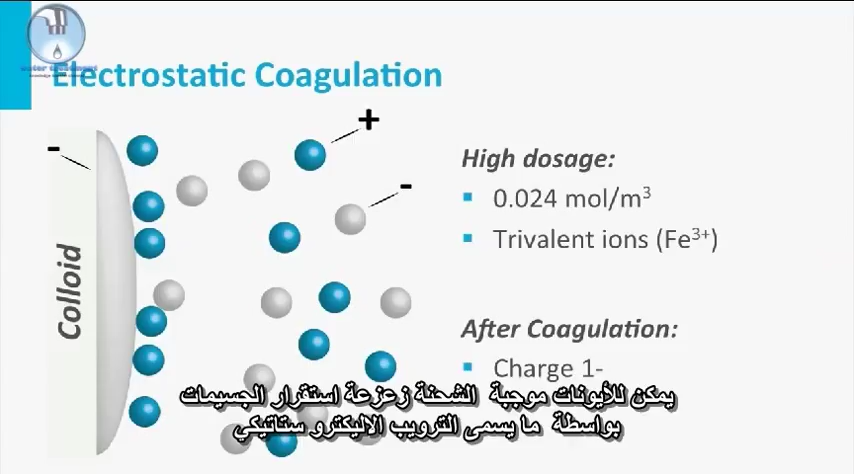 Electrostatic Coagulation
+
-
-
Colloid
High dosage:
0.024 mol/m³
Trivalent ions (Fe³⁺)
After Coagulation:
Charge 1-
يمكن للأيونات موجبة الشحنة زعزعة استقرار الجسيمات
بواسطة ما يسمى الترويب الاليكترو ستاتيكي